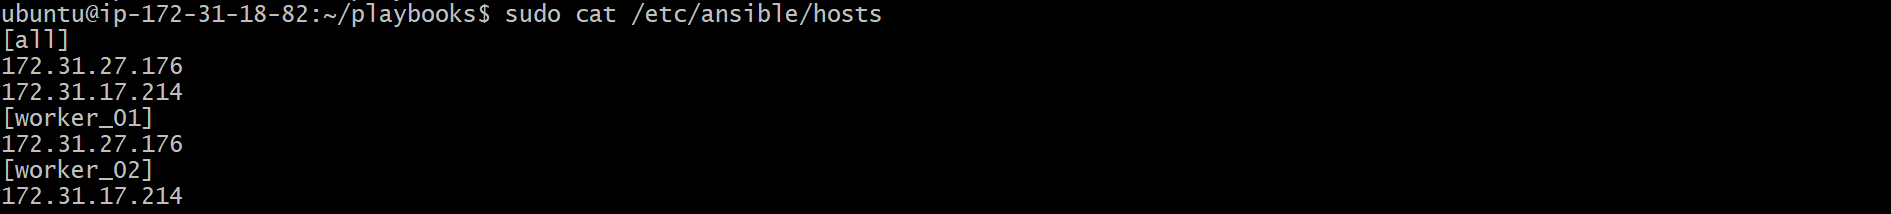 ubuntu@ip-172-31-18-82:~/playbooks$ sudo cat /etc/ansible/hosts
[all]
172.31.27.176
172.31.17.214
[worker_01]
172.31.27.176
[worker_02]
172.31.17.214